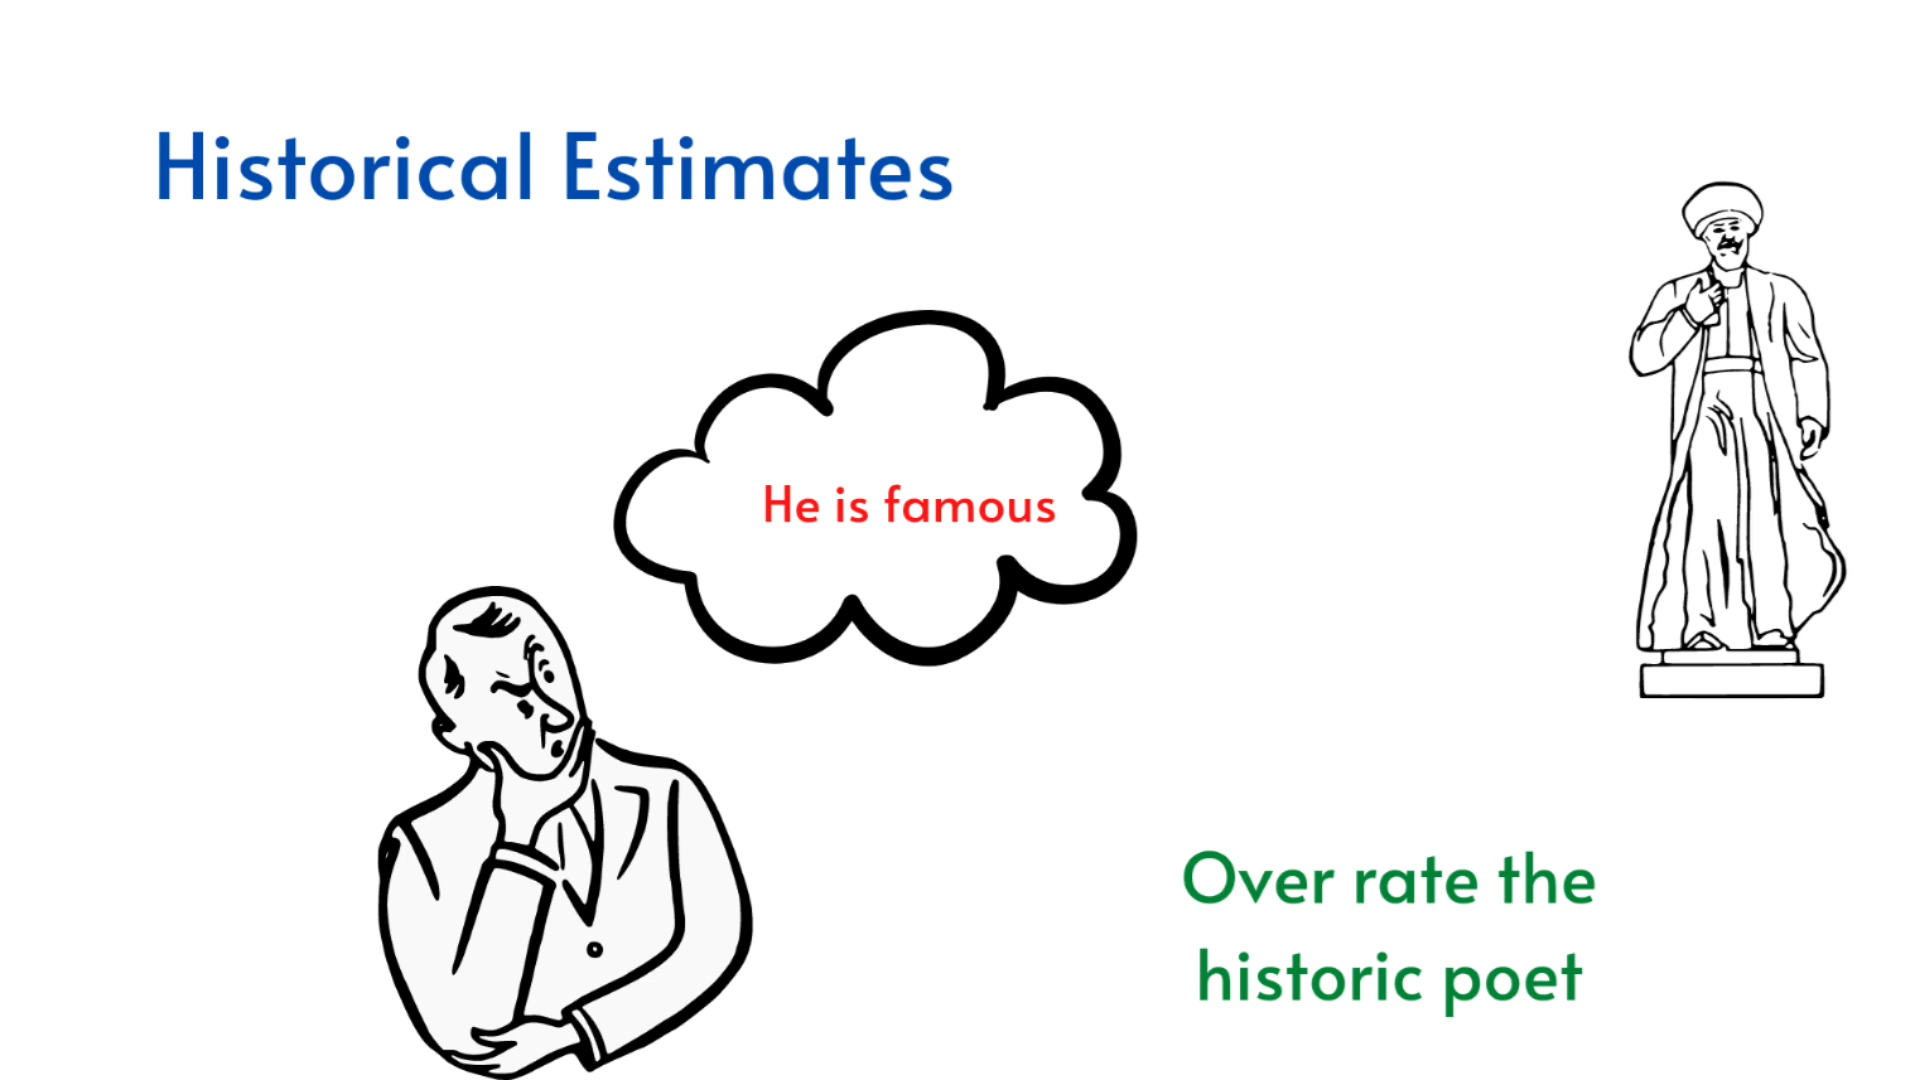 Historical Estimates
He is famous
Over rate the
historic poet